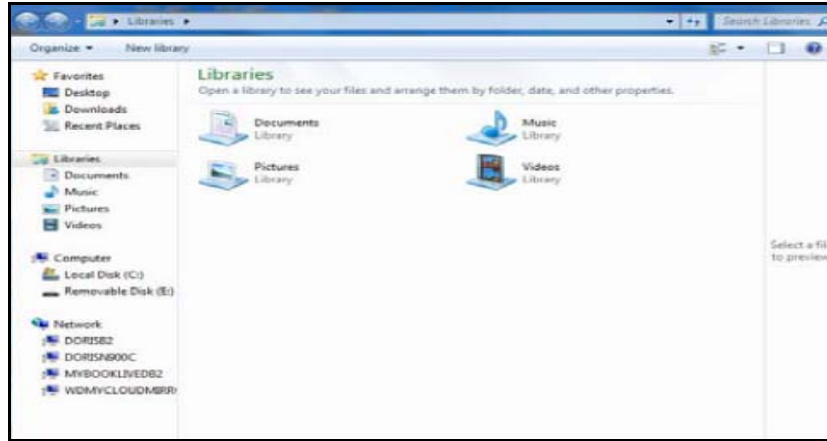 Libraries
Search Libraries
Organize
New library
Favorites
Desktop
Downloads
Recent Places
Libraries
Documents
Music
Pictures
Videos
Computer
Local Disk (C:)
Removable Disk (E:)
Network
DORISB2
DORISN900C
MYBOOKLIVEDB2
WDMYCLOUDMIRR
Libraries
Open a library to see your files and arrange them by folder, date, and other properties.
Documents
Library
Music
Library
Pictures
Library
Videos
Library
Select a fil
to preview